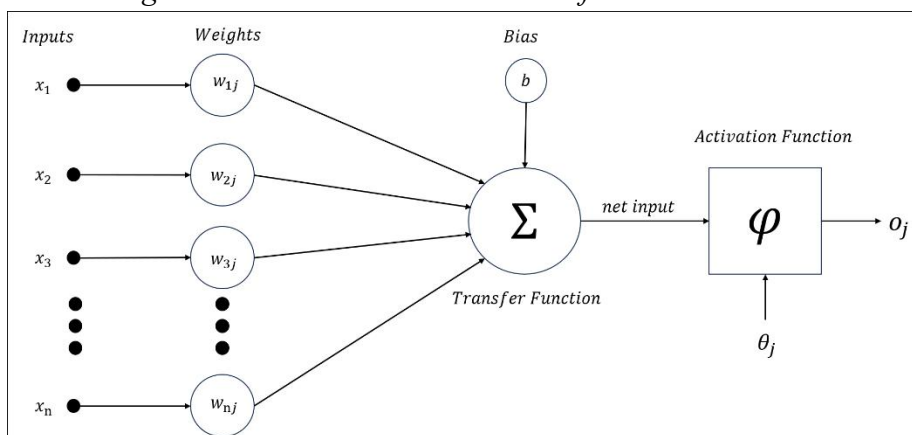 Inputs
Weights
Bias
x₁
w₁ⱼ
b
Activation Function
x₂
w₂ⱼ
Σ
net input
φ
oⱼ
x₃
w₃ⱼ
Transfer Function
θⱼ
xₙ
wₙⱼ